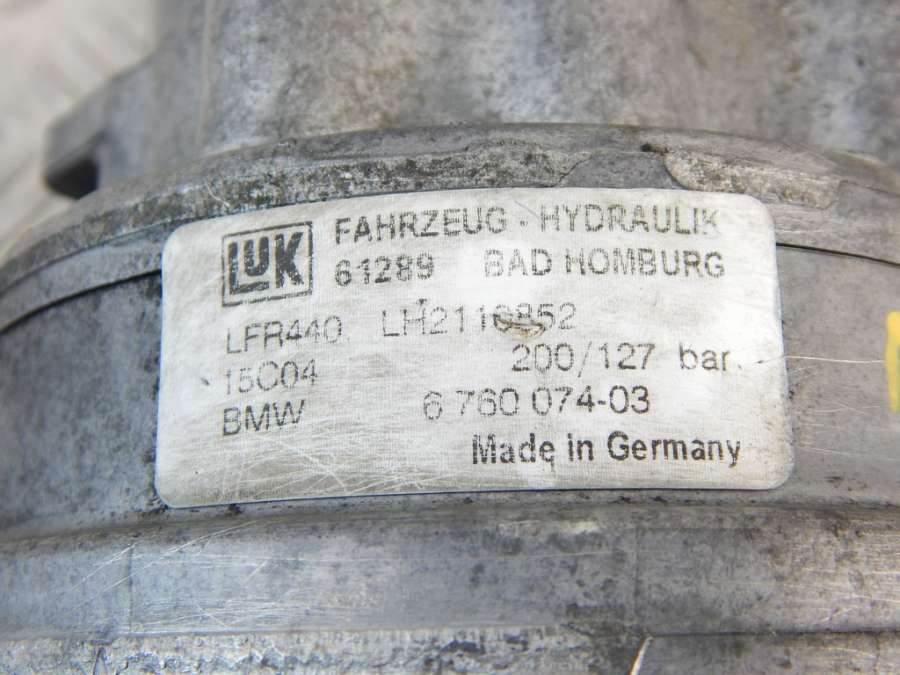 LUK
FAHRZEUG - HYDRAULIK
61289 BAD HOMBURG
LFR440
200/127 bar
15C04
BMW 6 760 074-03
Made in Germany